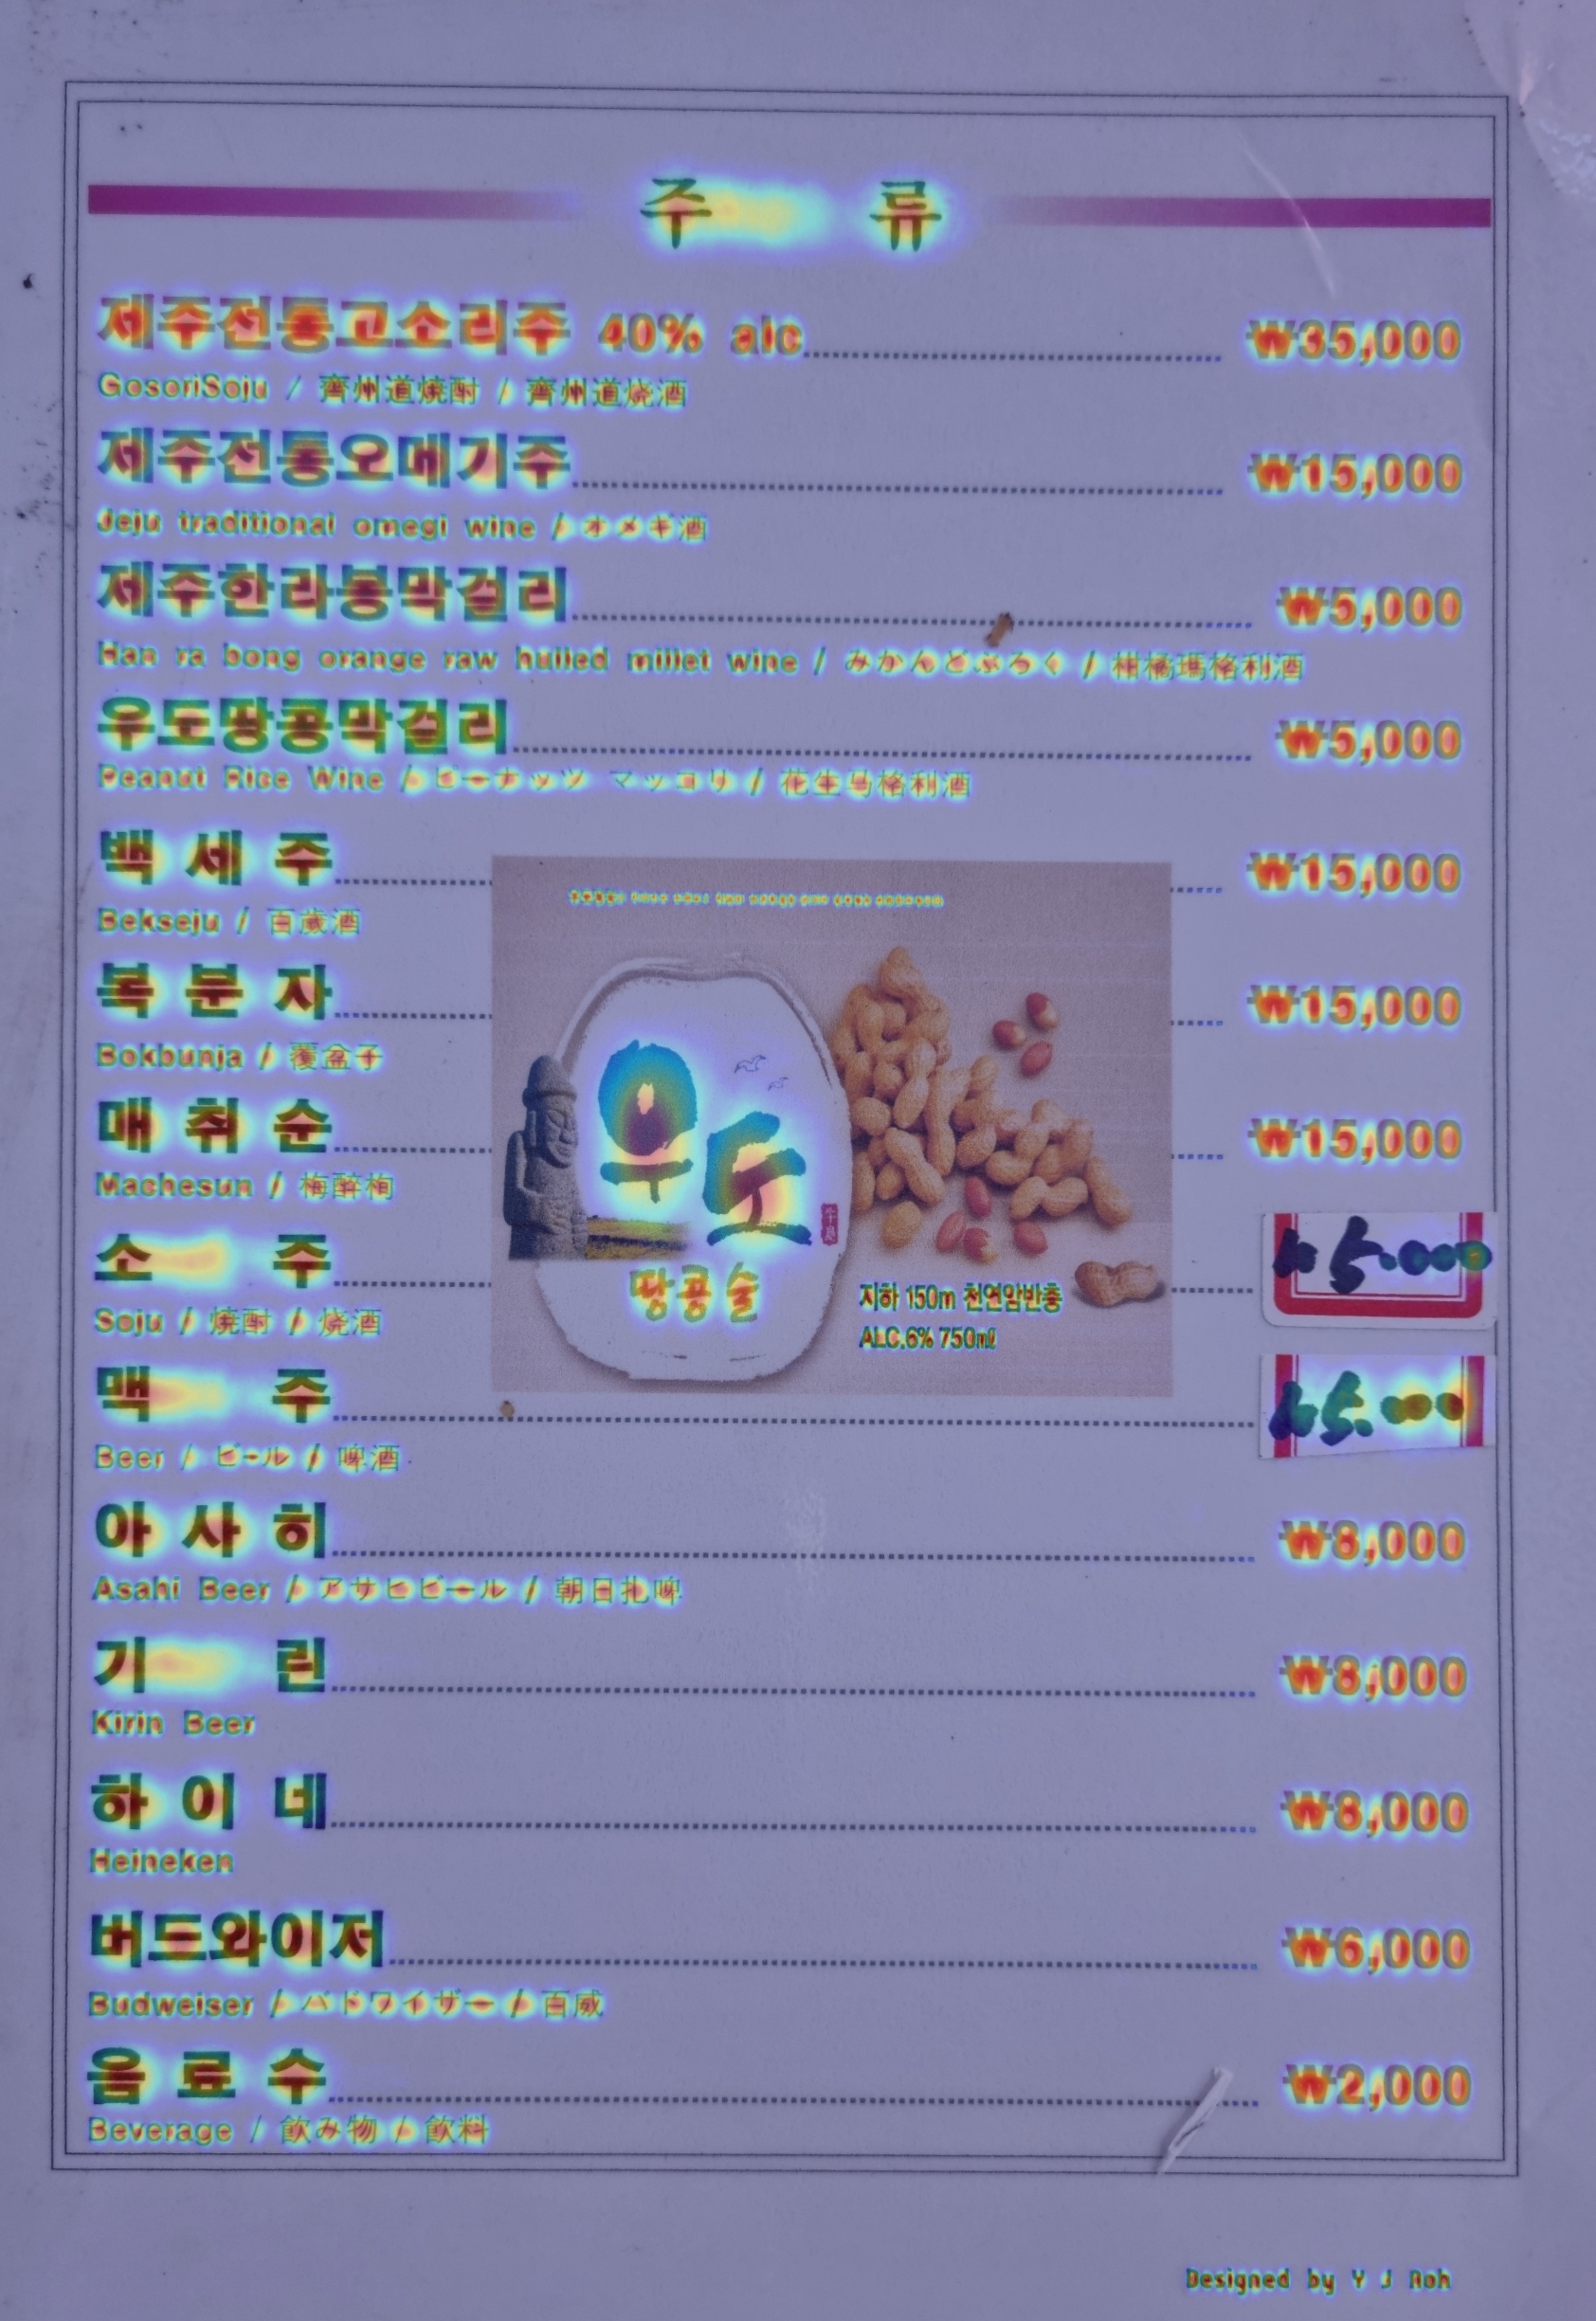 주 류
제주전통고소리주 40% alc ₩35,000
GosoriSoju / 齊州道焼酎 / 齊州道烧酒
제주전통오메기주 ₩15,000
Jeju traditional omegi wine / オメギ酒
제주한라봉막걸리 ₩5,000
Han ra bong orange raw hulled millet wine / みかんどぶろく / 柑橘瑪格利酒
우도땅콩막걸리 ₩5,000
Peanut Rice Wine / ピーナッツ マッコリ / 花生马格利酒
백 세 주 ₩15,000
Bekseju / 百歲酒
복 분 자 ₩15,000
Bokbunja / 覆盆子
매 취 순 ₩15,000
Machesun / 梅醉栒
우도
땅콩술
牛島
지하 150m 천연암반층
ALC.6% 750㎖
소 주 ₩5.000
Soju / 焼酎 / 烧酒
맥 주 ₩5.000
Beer / ビール / 啤酒
아 사 히 ₩8,000
Asahi Beer / アサヒビール / 朝日扎啤
기 린 ₩8,000
Kirin Beer
하 이 네 ₩8,000
Heineken
버드와이저 ₩6,000
Budweiser / バドワイザー / 百威
음 료 수 ₩2,000
Beverage / 飲み物 / 飮料
Designed by Y J Roh